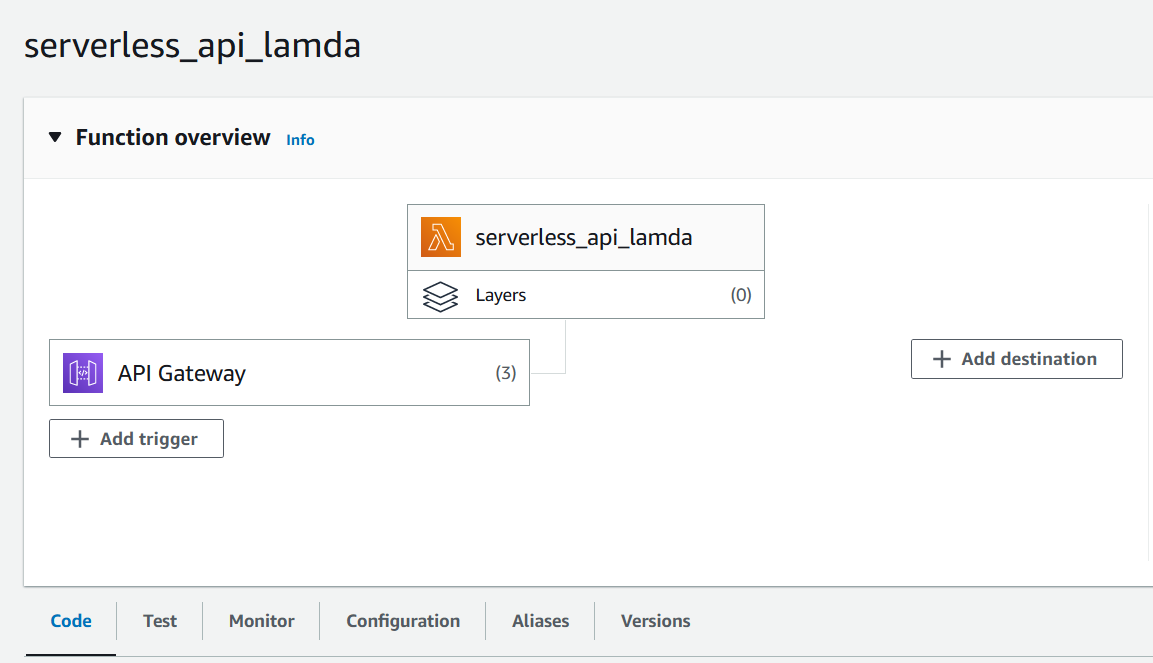 serverless_api_lamda
Function overview Info
serverless_api_lamda
Layers (0)
API Gateway (3)
Add destination
Add trigger
Code Test Monitor Configuration Aliases Versions